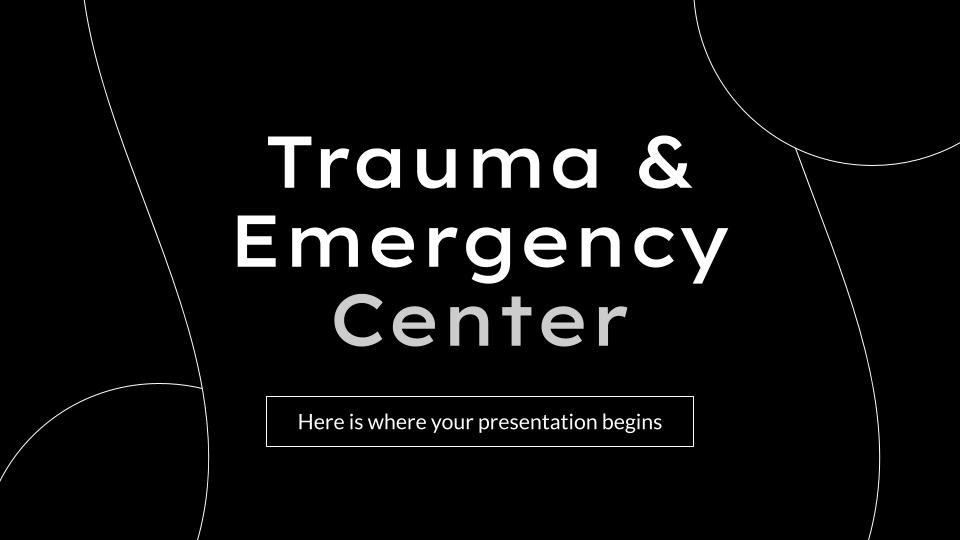 Trauma &
Emergency
Center
Here is where your presentation begins